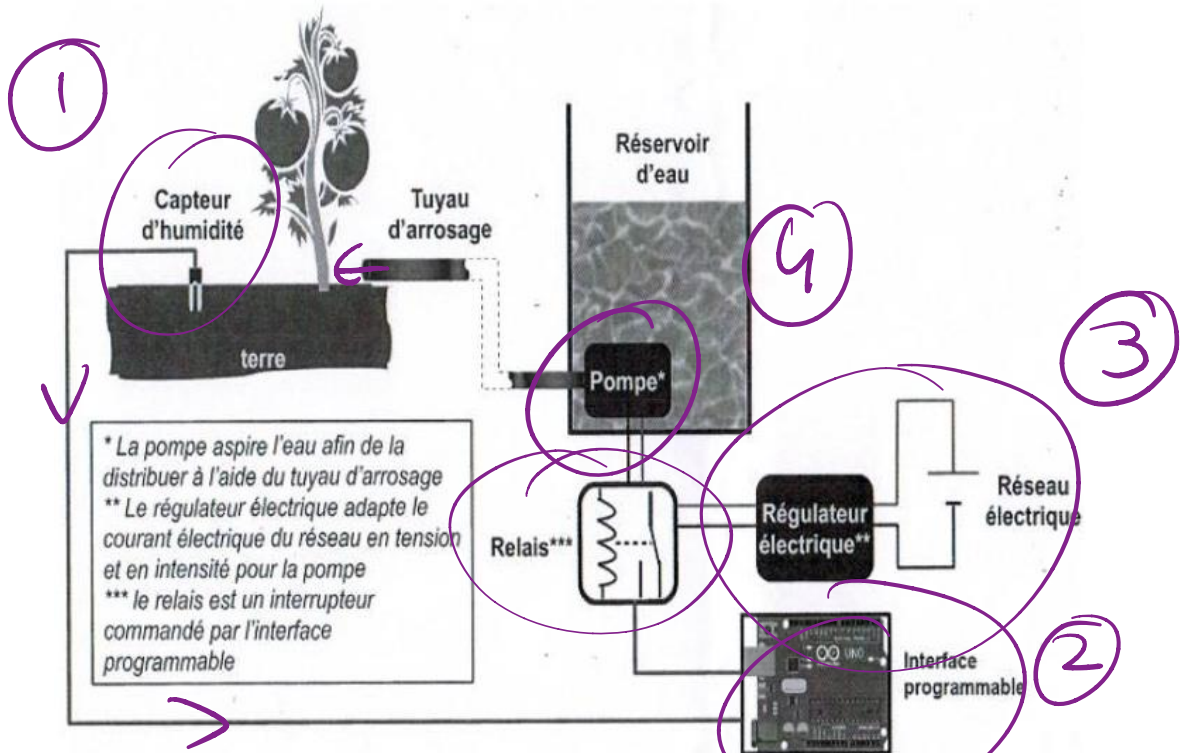 1
Capteur
d'humidité
Tuyau
d'arrosage
Réservoir
d'eau
4
3
terre
Pompe*
* La pompe aspire l'eau afin de la
distribuer à l'aide du tuyau d'arrosage
** Le régulateur électrique adapte le
courant électrique du réseau en tension
et en intensité pour la pompe
*** le relais est un interrupteur
commandé par l'interface
programmable
Relais***
Régulateur
électrique**
Réseau
électrique
Interface
programmable
2
UNO